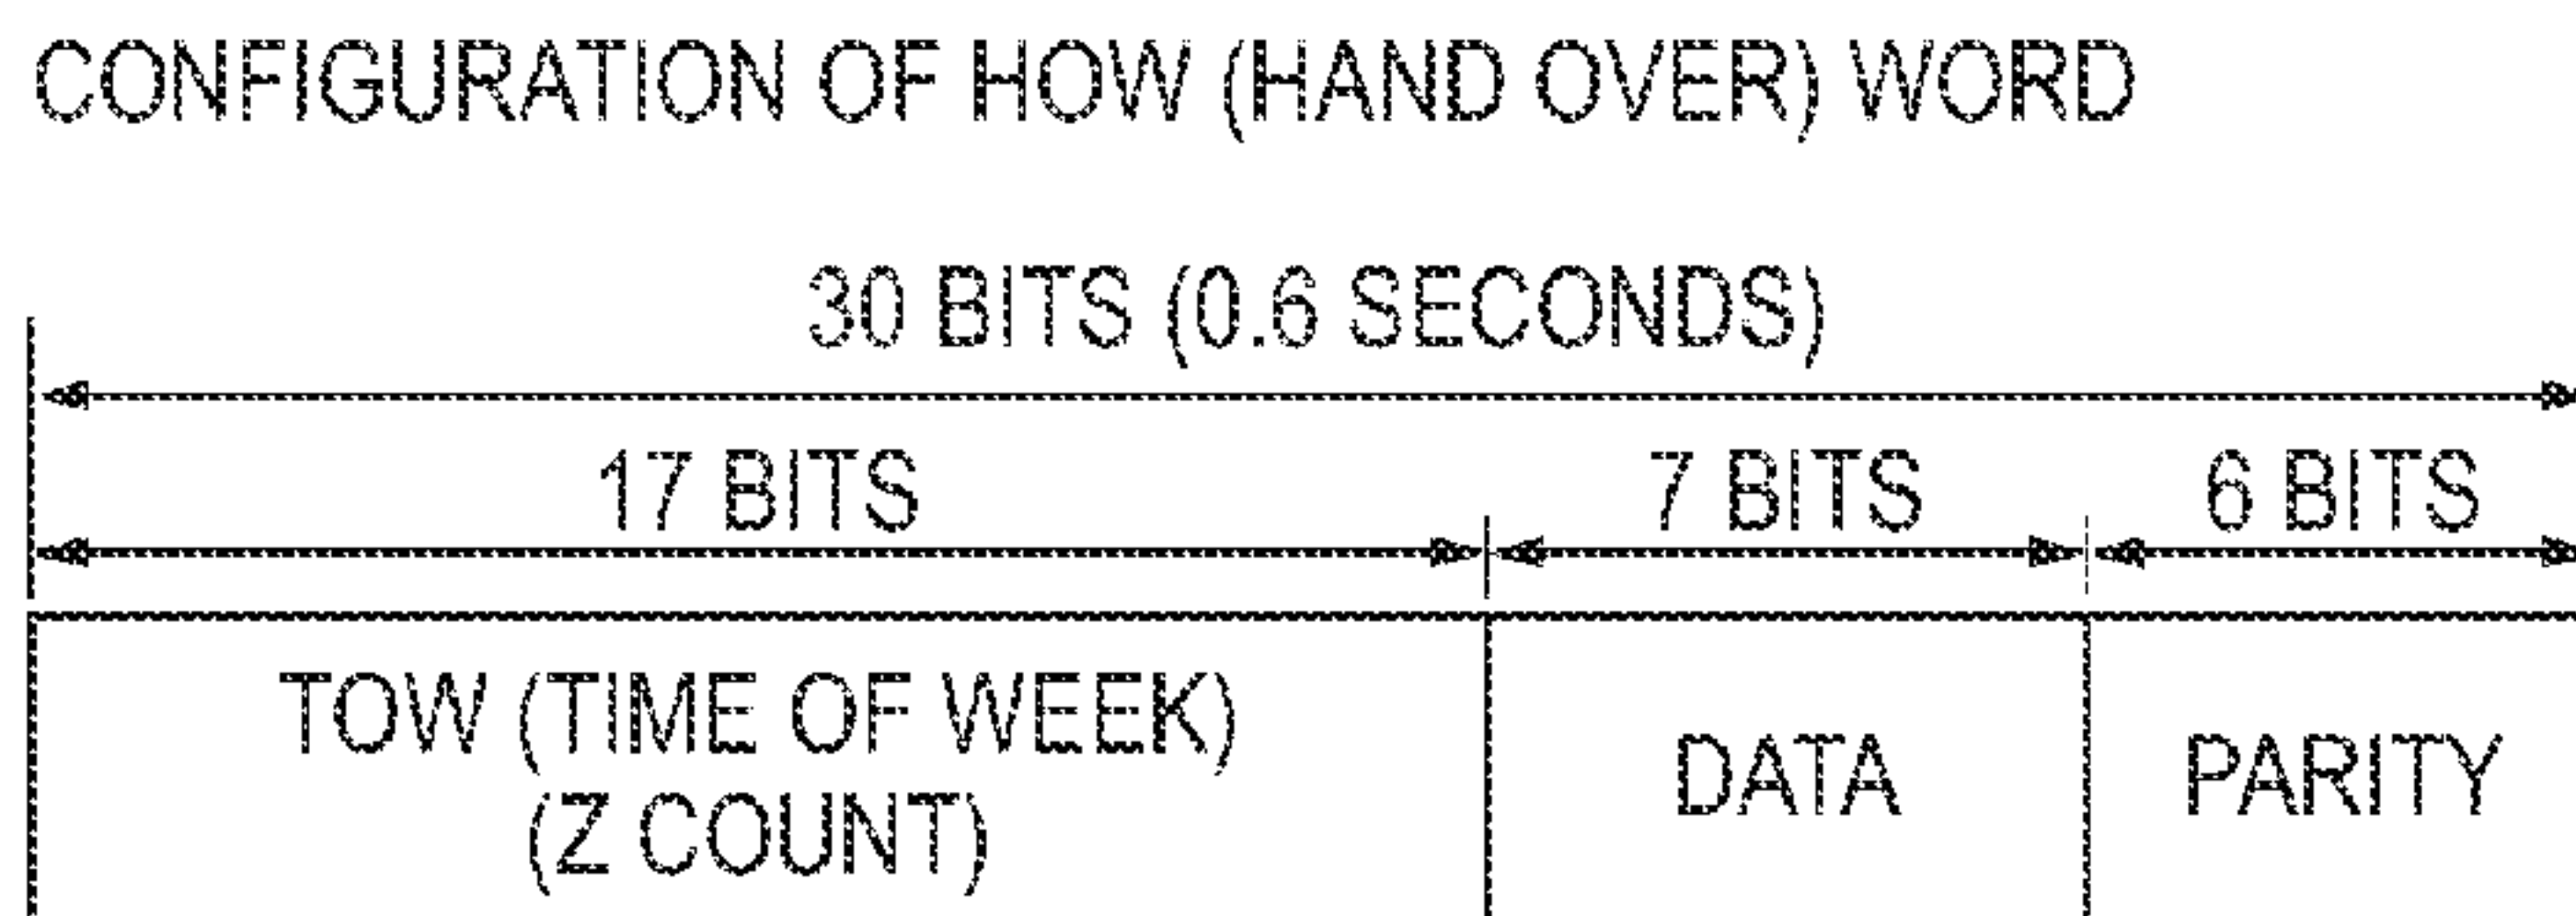 CONFIGURATION OF HOW (HAND OVER) WORD
30 BITS (0.6 SECONDS)
17 BITS 7 BITS 6 BITS
TOW (TIME OF WEEK)
(Z COUNT)
DATA
PARITY